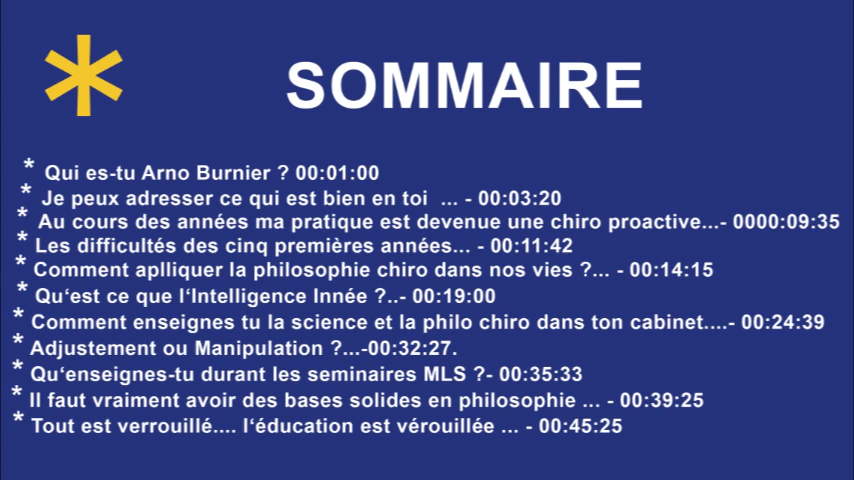 SOMMAIRE
* Qui es-tu Arno Burnier ? 00:01:00
* Je peux adresser ce qui est bien en toi ... - 00:03:20
* Au cours des années ma pratique est devenue une chiro proactive...- 0000:09:35
* Les difficultés des cinq premières années... - 00:11:42
* Comment aplliquer la philosophie chiro dans nos vies ?... - 00:14:15
* Qu‘est ce que l‘Intelligence Innée ?..- 00:19:00
* Comment enseignes tu la science et la philo chiro dans ton cabinet....- 00:24:39
* Adjustement ou Manipulation ?...-00:32:27.
* Qu‘enseignes-tu durant les seminaires MLS ?- 00:35:33
* Il faut vraiment avoir des bases solides en philosophie ... - 00:39:25
* Tout est verrouillé.... l‘éducation est vérouillée ... - 00:45:25